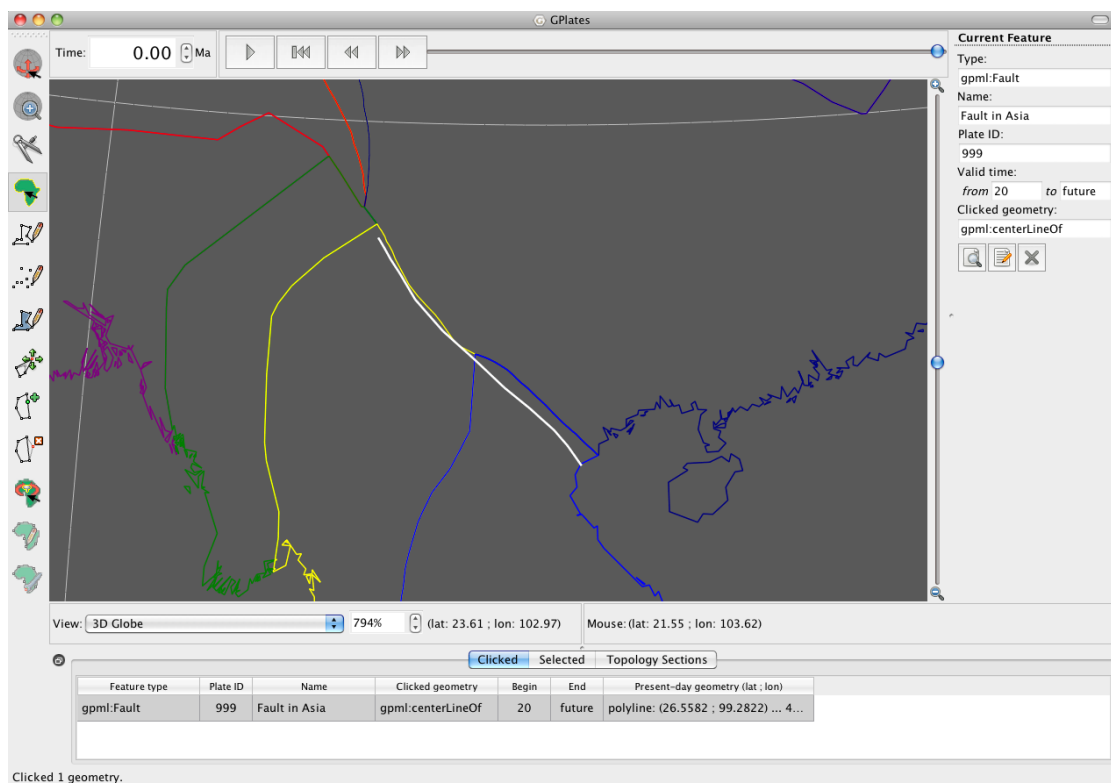 GPlates
Time: 0.00 Ma
Current Feature
Type:
gpml:Fault
Name:
Fault in Asia
Plate ID:
999
Valid time:
from 20 to future
Clicked geometry:
gpml:centerLineOf
View: 3D Globe 794% (lat: 23.61 ; lon: 102.97) Mouse: (lat: 21.55 ; lon: 103.62)
Clicked Selected Topology Sections
Feature type Plate ID Name Clicked geometry Begin End Present-day geometry (lat ; lon)
gpml:Fault 999 Fault in Asia gpml:centerLineOf 20 future polyline: (26.5582 ; 99.2822) ... 4...
Clicked 1 geometry.